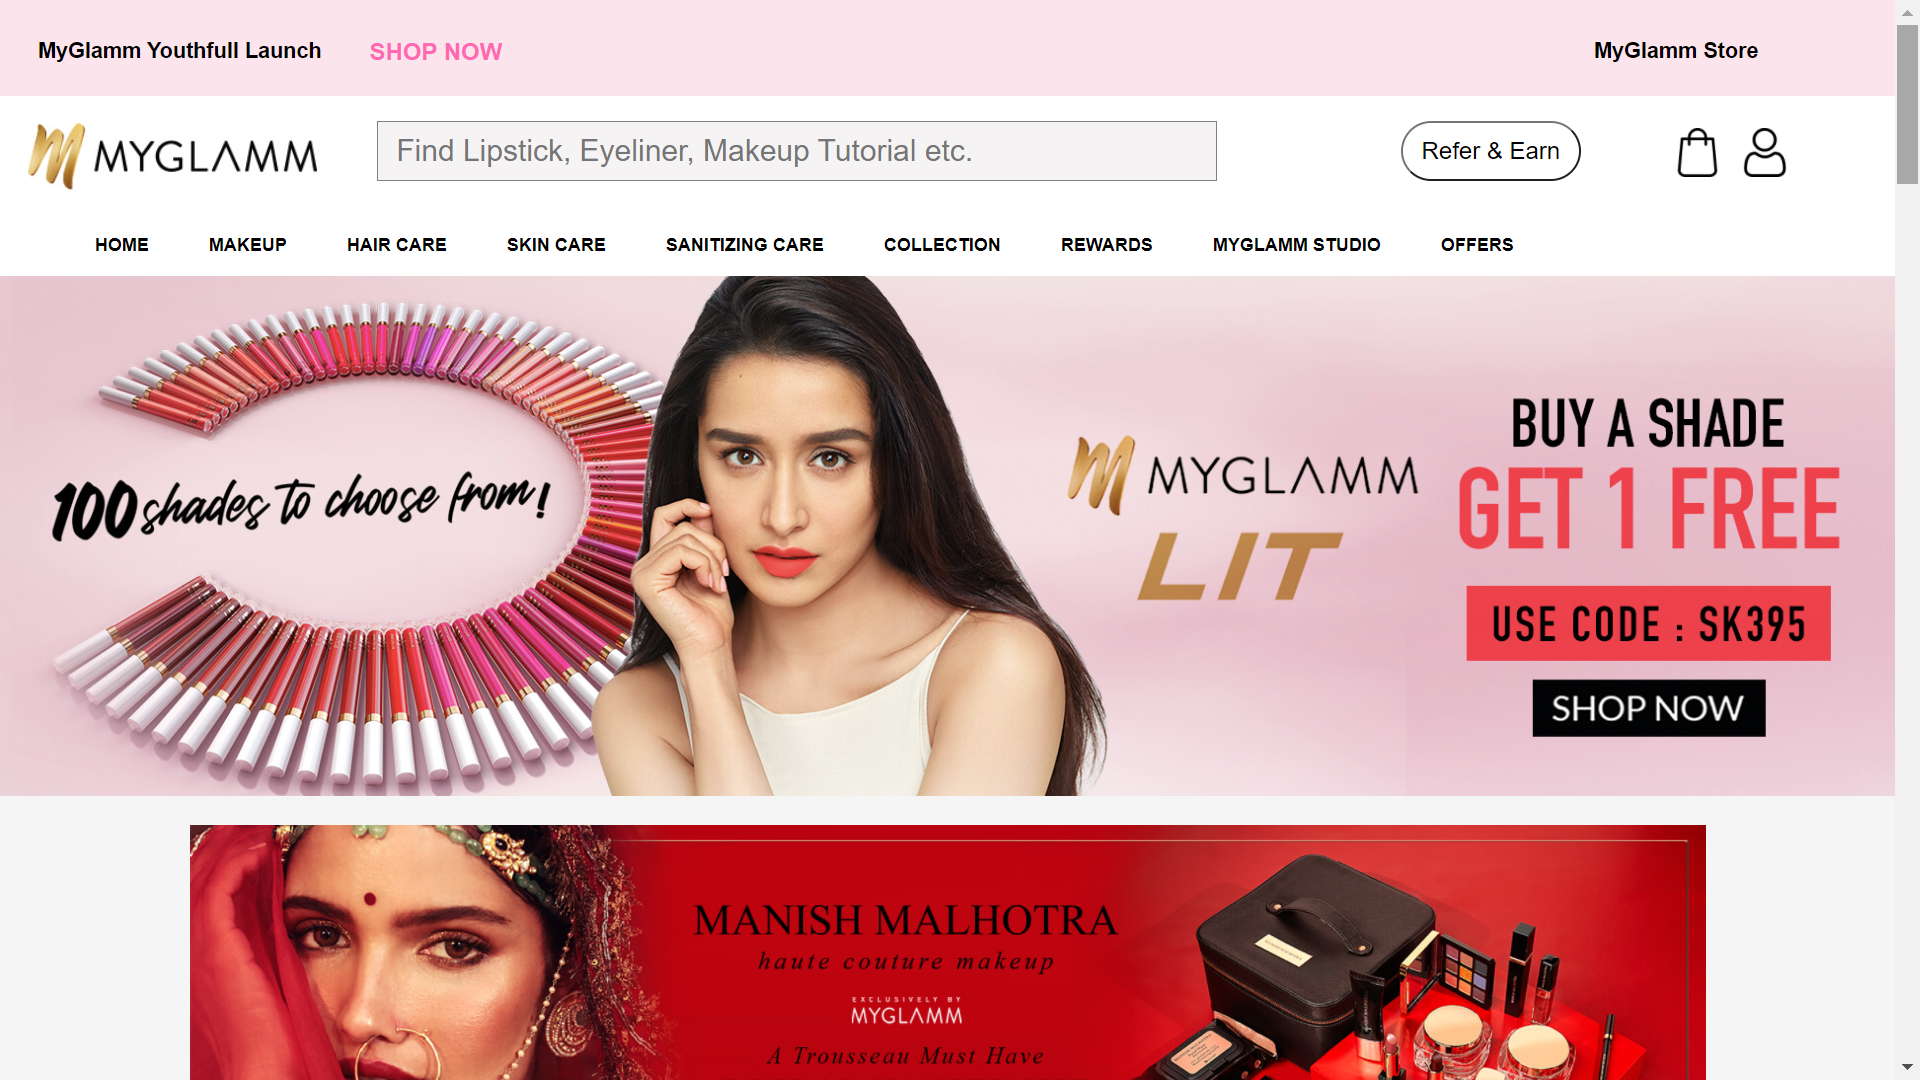 MyGlamm Youthfull Launch SHOP NOW MyGlamm Store
MYGLAMM Find Lipstick, Eyeliner, Makeup Tutorial etc. Refer & Earn
HOME MAKEUP HAIR CARE SKIN CARE SANITIZING CARE COLLECTION REWARDS MYGLAMM STUDIO OFFERS
100 shades to choose from!
MYGLAMM
LIT
BUY A SHADE
GET 1 FREE
USE CODE : SK395
SHOP NOW
MANISH MALHOTRA
haute couture makeup
EXCLUSIVELY BY
MYGLAMM
A Trousseau Must Have